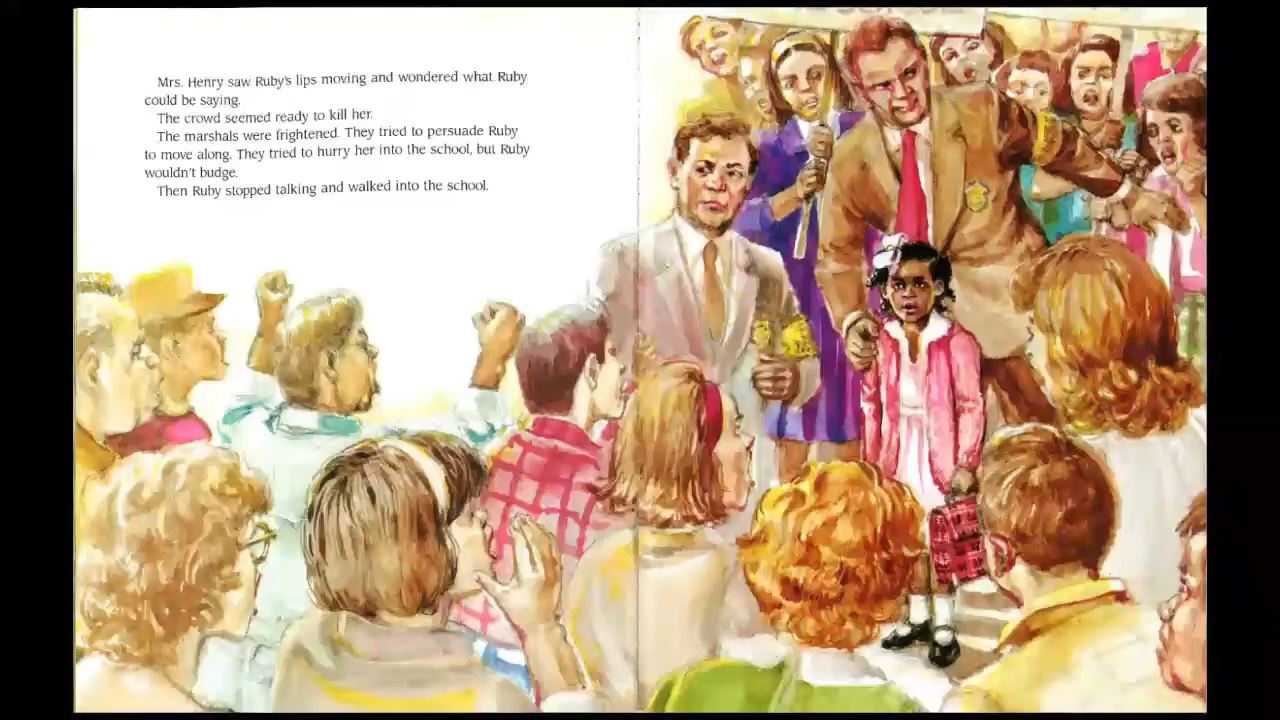 Mrs. Henry saw Ruby's lips moving and wondered what Ruby
could be saying.
The crowd seemed ready to kill her.
The marshals were frightened. They tried to persuade Ruby
to move along. They tried to hurry her into the school, but Ruby
wouldn't budge.
Then Ruby stopped talking and walked into the school.